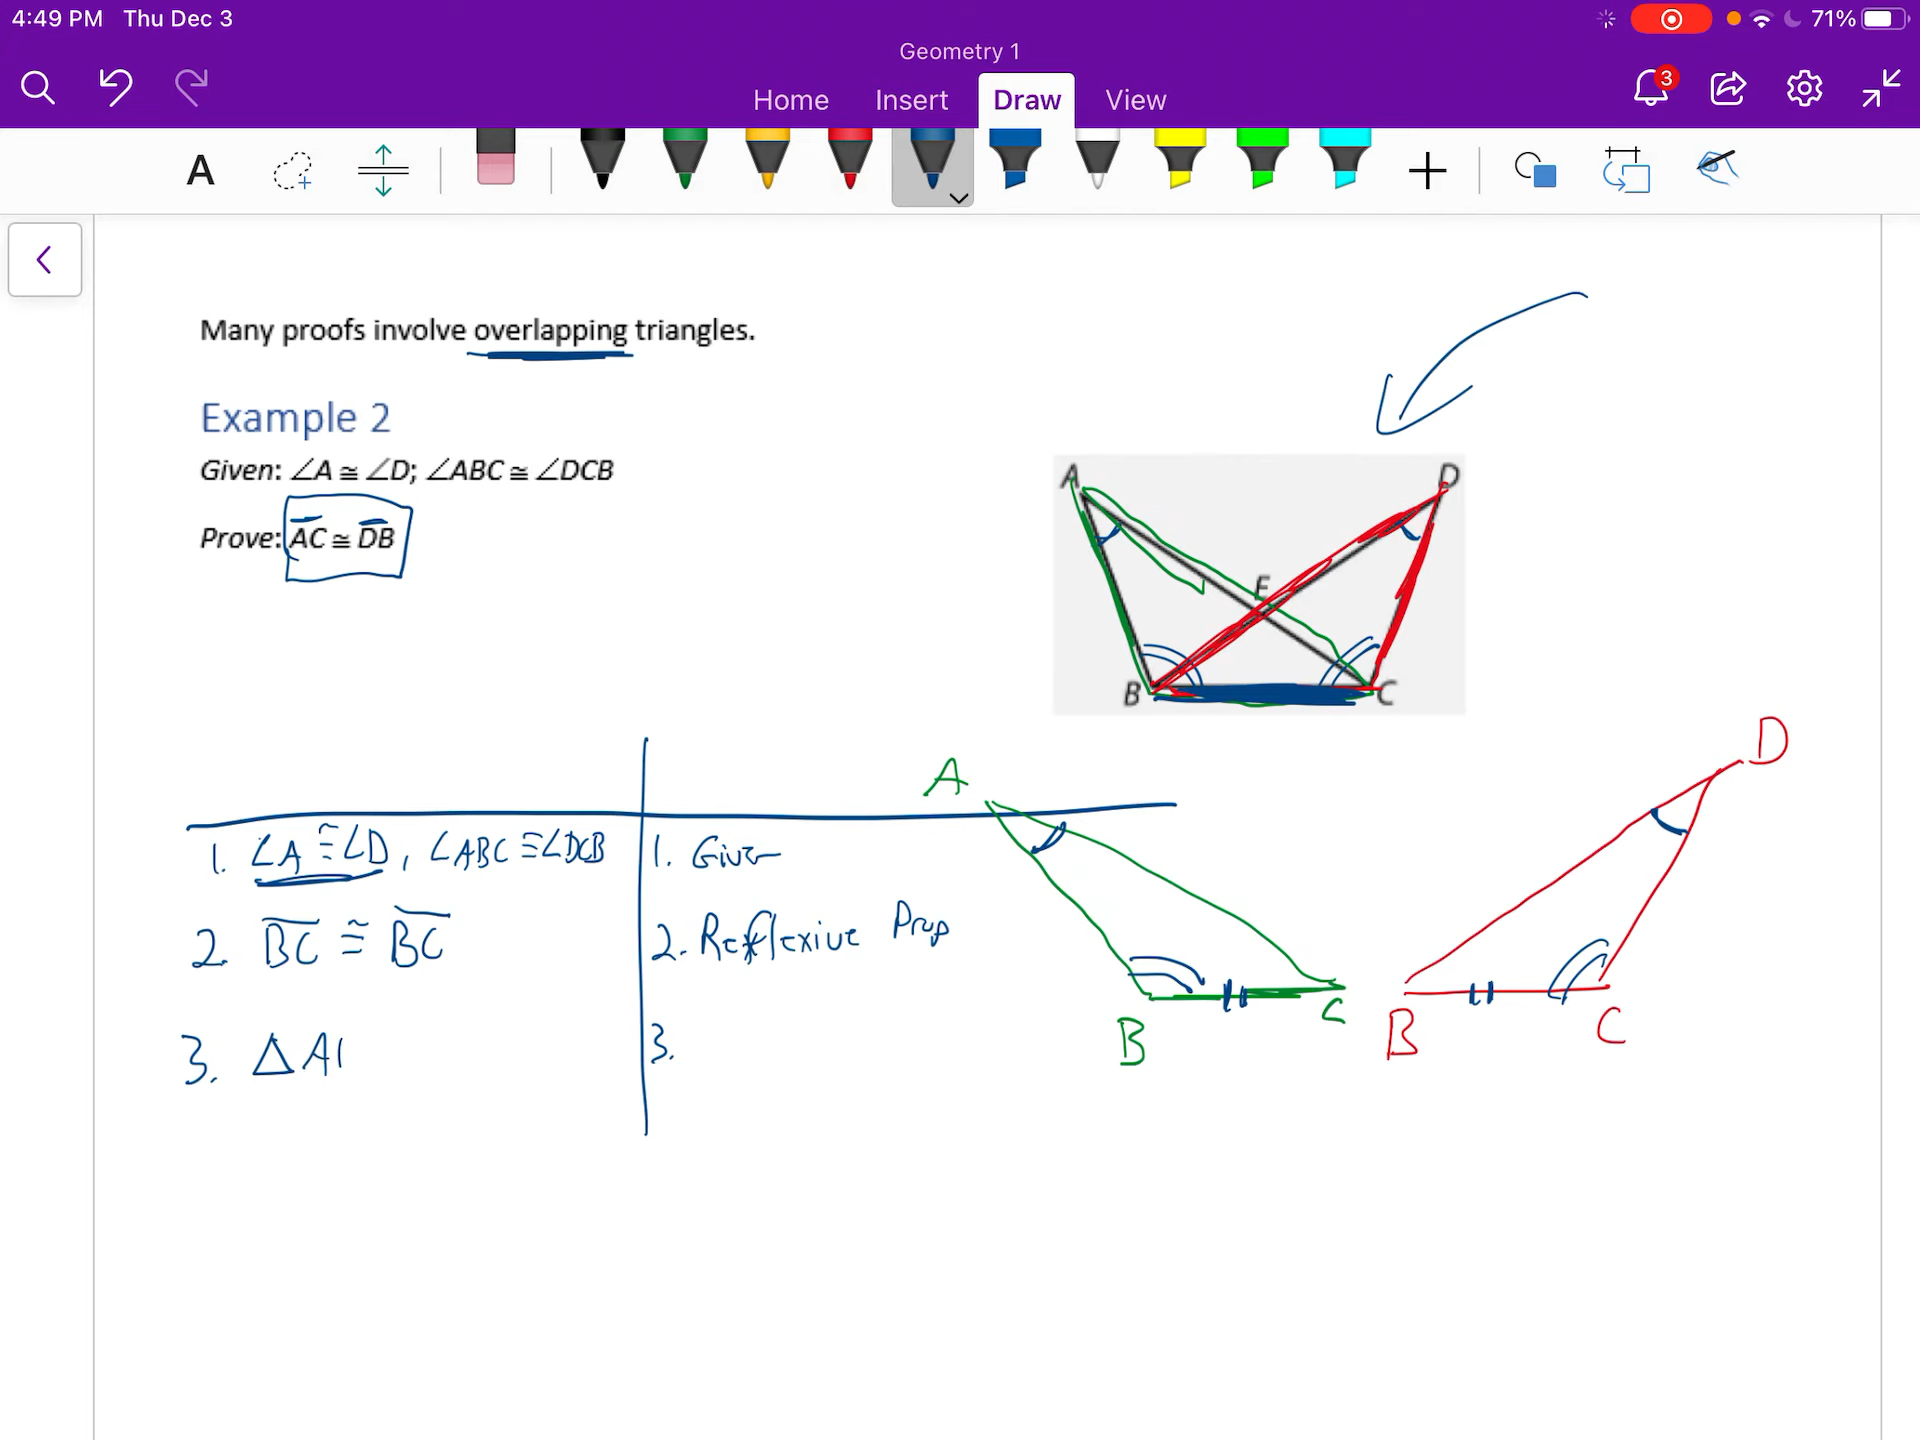 4:49 PM Thu Dec 3
71%
Geometry 1
3
Home Insert Draw View
A
Many proofs involve overlapping triangles.
Example 2
Given: ∠A ≅ ∠D; ∠ABC ≅ ∠DCB
Prove: AC ≅ DB
A D
E
B C
1. ∠A ≅ ∠D, ∠ABC ≅ ∠DCB 1. Given
2. BC ≅ BC 2. Reflexive Prop
3. △A 3.
A
B C
D
B C